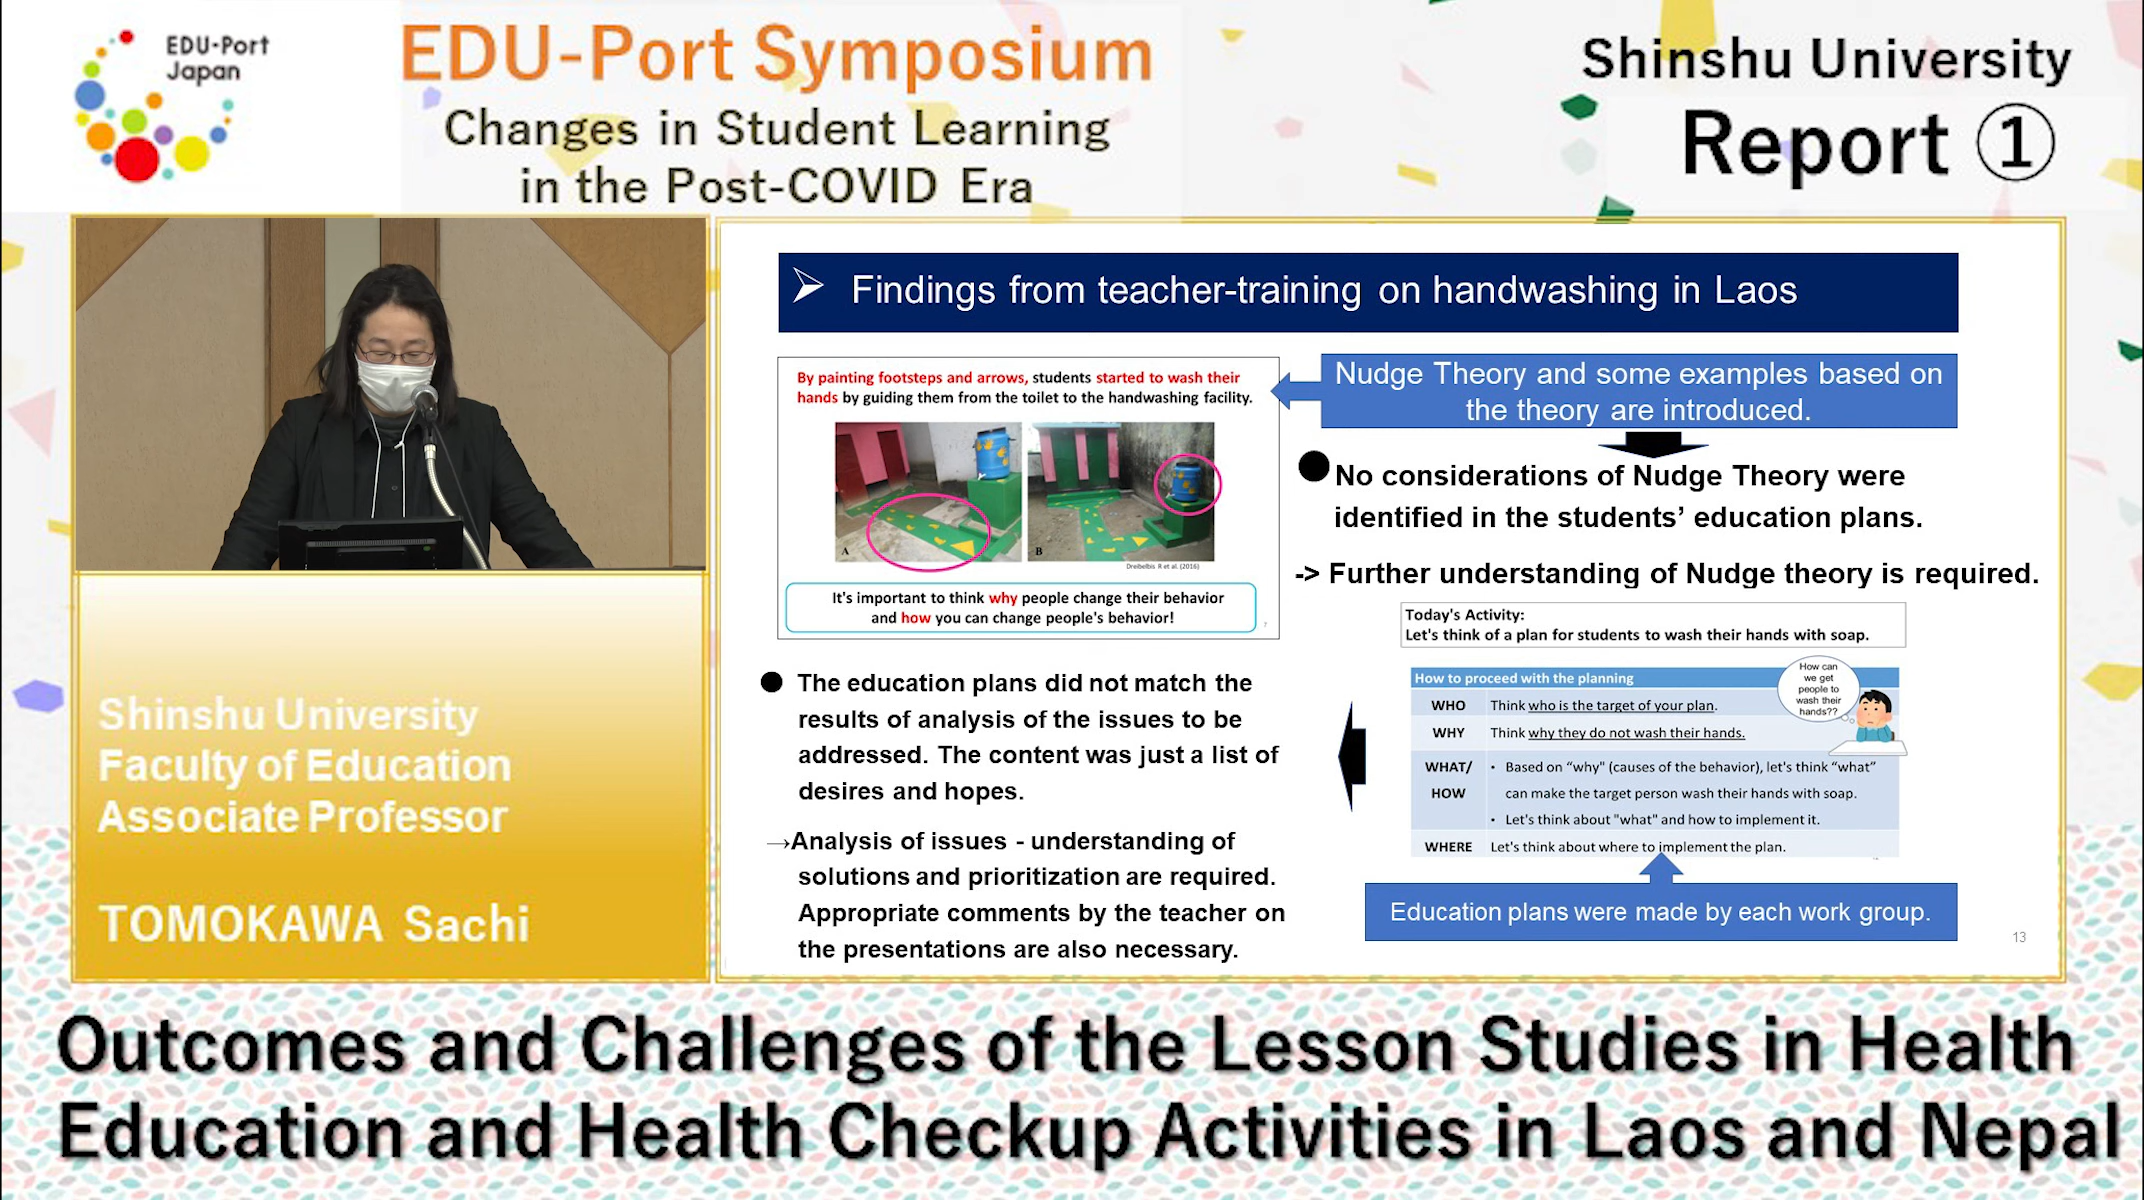 EDU-Port
Japan
EDU-Port Symposium
Changes in Student Learning
in the Post-COVID Era
Shinshu University
Report ①
Shinshu University
Faculty of Education
Associate Professor
TOMOKAWA Sachi
➢ Findings from teacher-training on handwashing in Laos
By painting footsteps and arrows, students started to wash their
hands by guiding them from the toilet to the handwashing facility.
A
B
Dreibelbis R et al. (2016)
It's important to think why people change their behavior
and how you can change people's behavior!
7
Nudge Theory and some examples based on
the theory are introduced.
● No considerations of Nudge Theory were
identified in the students’ education plans.
-> Further understanding of Nudge theory is required.
● The education plans did not match the
results of analysis of the issues to be
addressed. The content was just a list of
desires and hopes.
→Analysis of issues - understanding of
solutions and prioritization are required.
Appropriate comments by the teacher on
the presentations are also necessary.
Today's Activity:
Let's think of a plan for students to wash their hands with soap.
How to proceed with the planning
How can
we get
people to
wash their
hands??
WHO Think who is the target of your plan.
WHY Think why they do not wash their hands.
WHAT/ • Based on “why" (causes of the behavior), let's think “what”
HOW can make the target person wash their hands with soap.
• Let's think about "what" and how to implement it.
WHERE Let's think about where to implement the plan.
Education plans were made by each work group.
13
Outcomes and Challenges of the Lesson Studies in Health
Education and Health Checkup Activities in Laos and Nepal